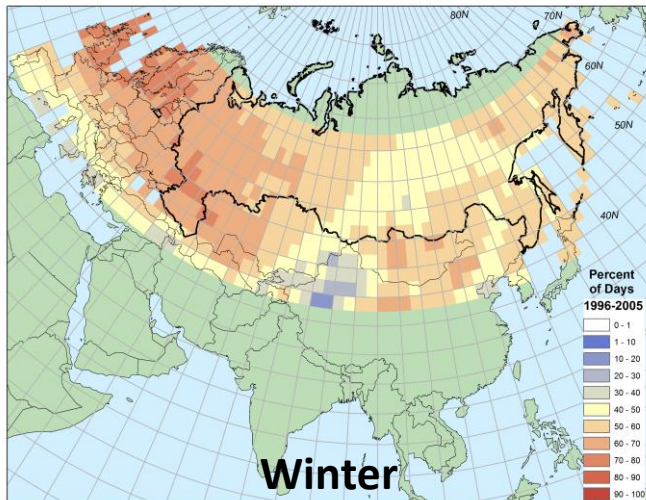 80N
70N
60N
50N
40N
Percent
of Days
1996-2005
0 - 1
1 - 10
10 - 20
20 - 30
30 - 40
40 - 50
50 - 60
60 - 70
70 - 80
80 - 90
90 - 100
Winter